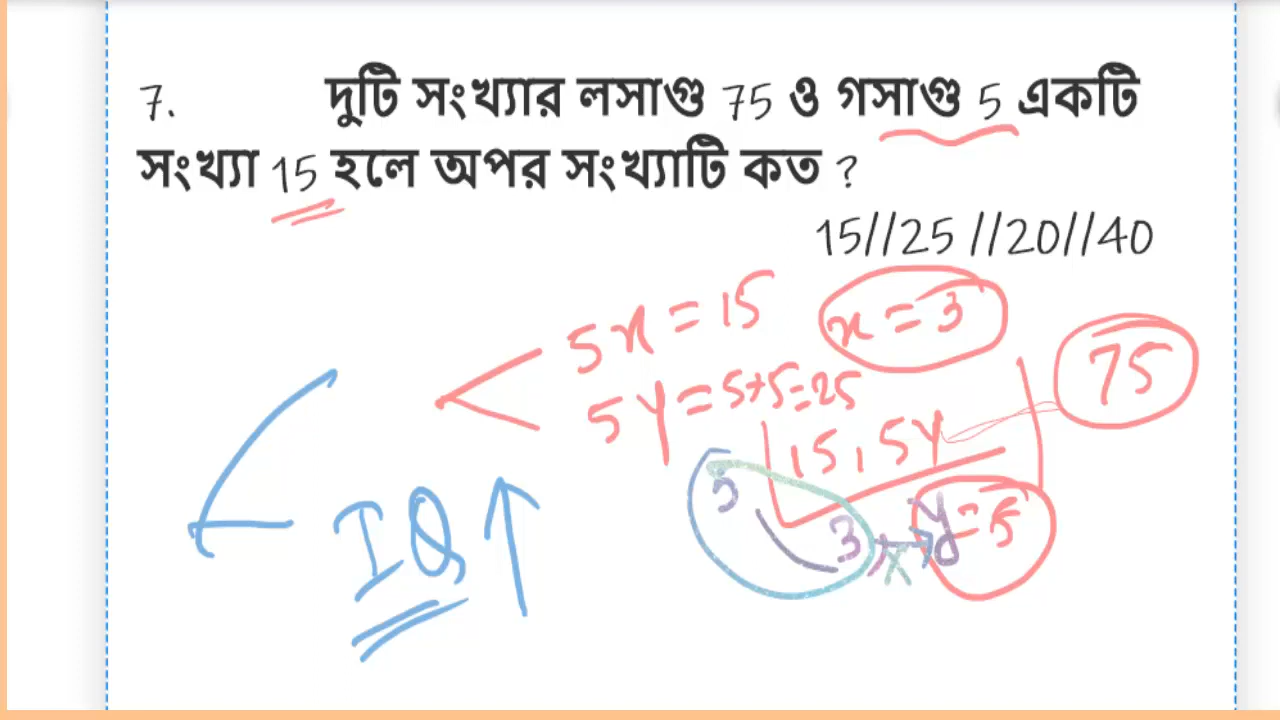 7. দুটি সংখ্যার লসাগু 75 ও গসাগু 5 একটি
সংখ্যা 15 হলে অপর সংখ্যাটি কত ?
15//25 //20//40
5x = 15 x = 3
5y = 5+5=25 75
15, 5y
5 3 × y = 5
IQ ↑